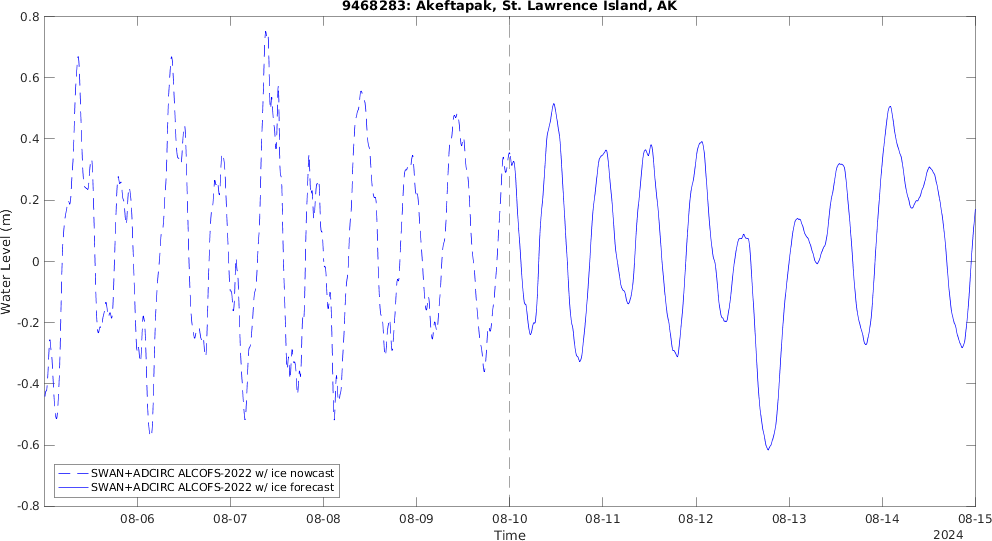 9468283: Akeftapak, St. Lawrence Island, AK
0.8
0.6
0.4
0.2
0
-0.2
-0.4
-0.6
-0.8
Water Level (m)
SWAN+ADCIRC ALCOFS-2022 w/ ice nowcast
SWAN+ADCIRC ALCOFS-2022 w/ ice forecast
08-06 08-07 08-08 08-09 08-10 08-11 08-12 08-13 08-14 08-15
Time
2024